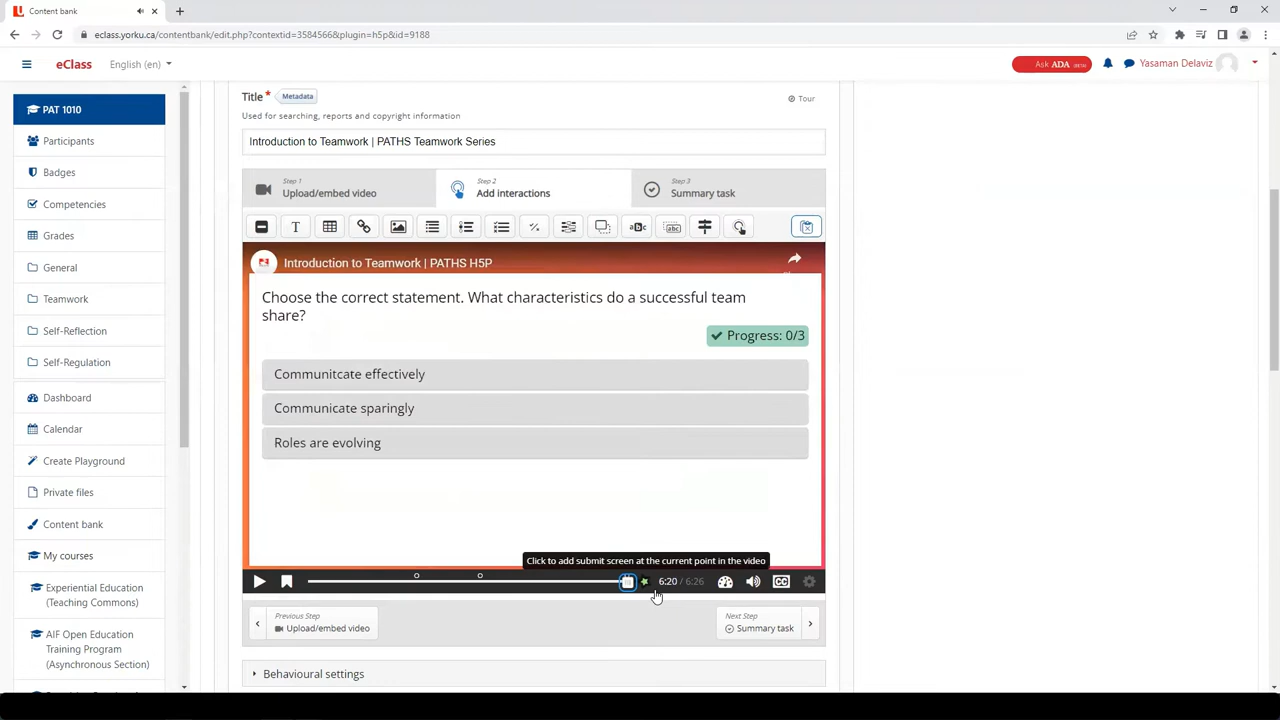 Content bank
eclass.yorku.ca/contentbank/edit.php?contextid=3584566&plugin=h5p&id=9188
eClass
English (en)
Ask ADA (BETA)
Yasaman Delaviz
PAT 1010
Participants
Badges
Competencies
Grades
General
Teamwork
Self-Reflection
Self-Regulation
Dashboard
Calendar
Create Playground
Private files
Content bank
My courses
Experiential Education
(Teaching Commons)
AIF Open Education
Training Program
(Asynchronous Section)
Title*
Metadata
Tour
Used for searching, reports and copyright information
Introduction to Teamwork | PATHS Teamwork Series
Step 1
Upload/embed video
Step 2
Add interactions
Step 3
Summary task
T
aBbc
abc
Introduction to Teamwork | PATHS H5P
Choose the correct statement. What characteristics do a successful team
share?
Progress: 0/3
Communitcate effectively
Communicate sparingly
Roles are evolving
Click to add submit screen at the current point in the video
6:20 / 6:26
CC
Previous Step
Upload/embed video
Next Step
Summary task
Behavioural settings